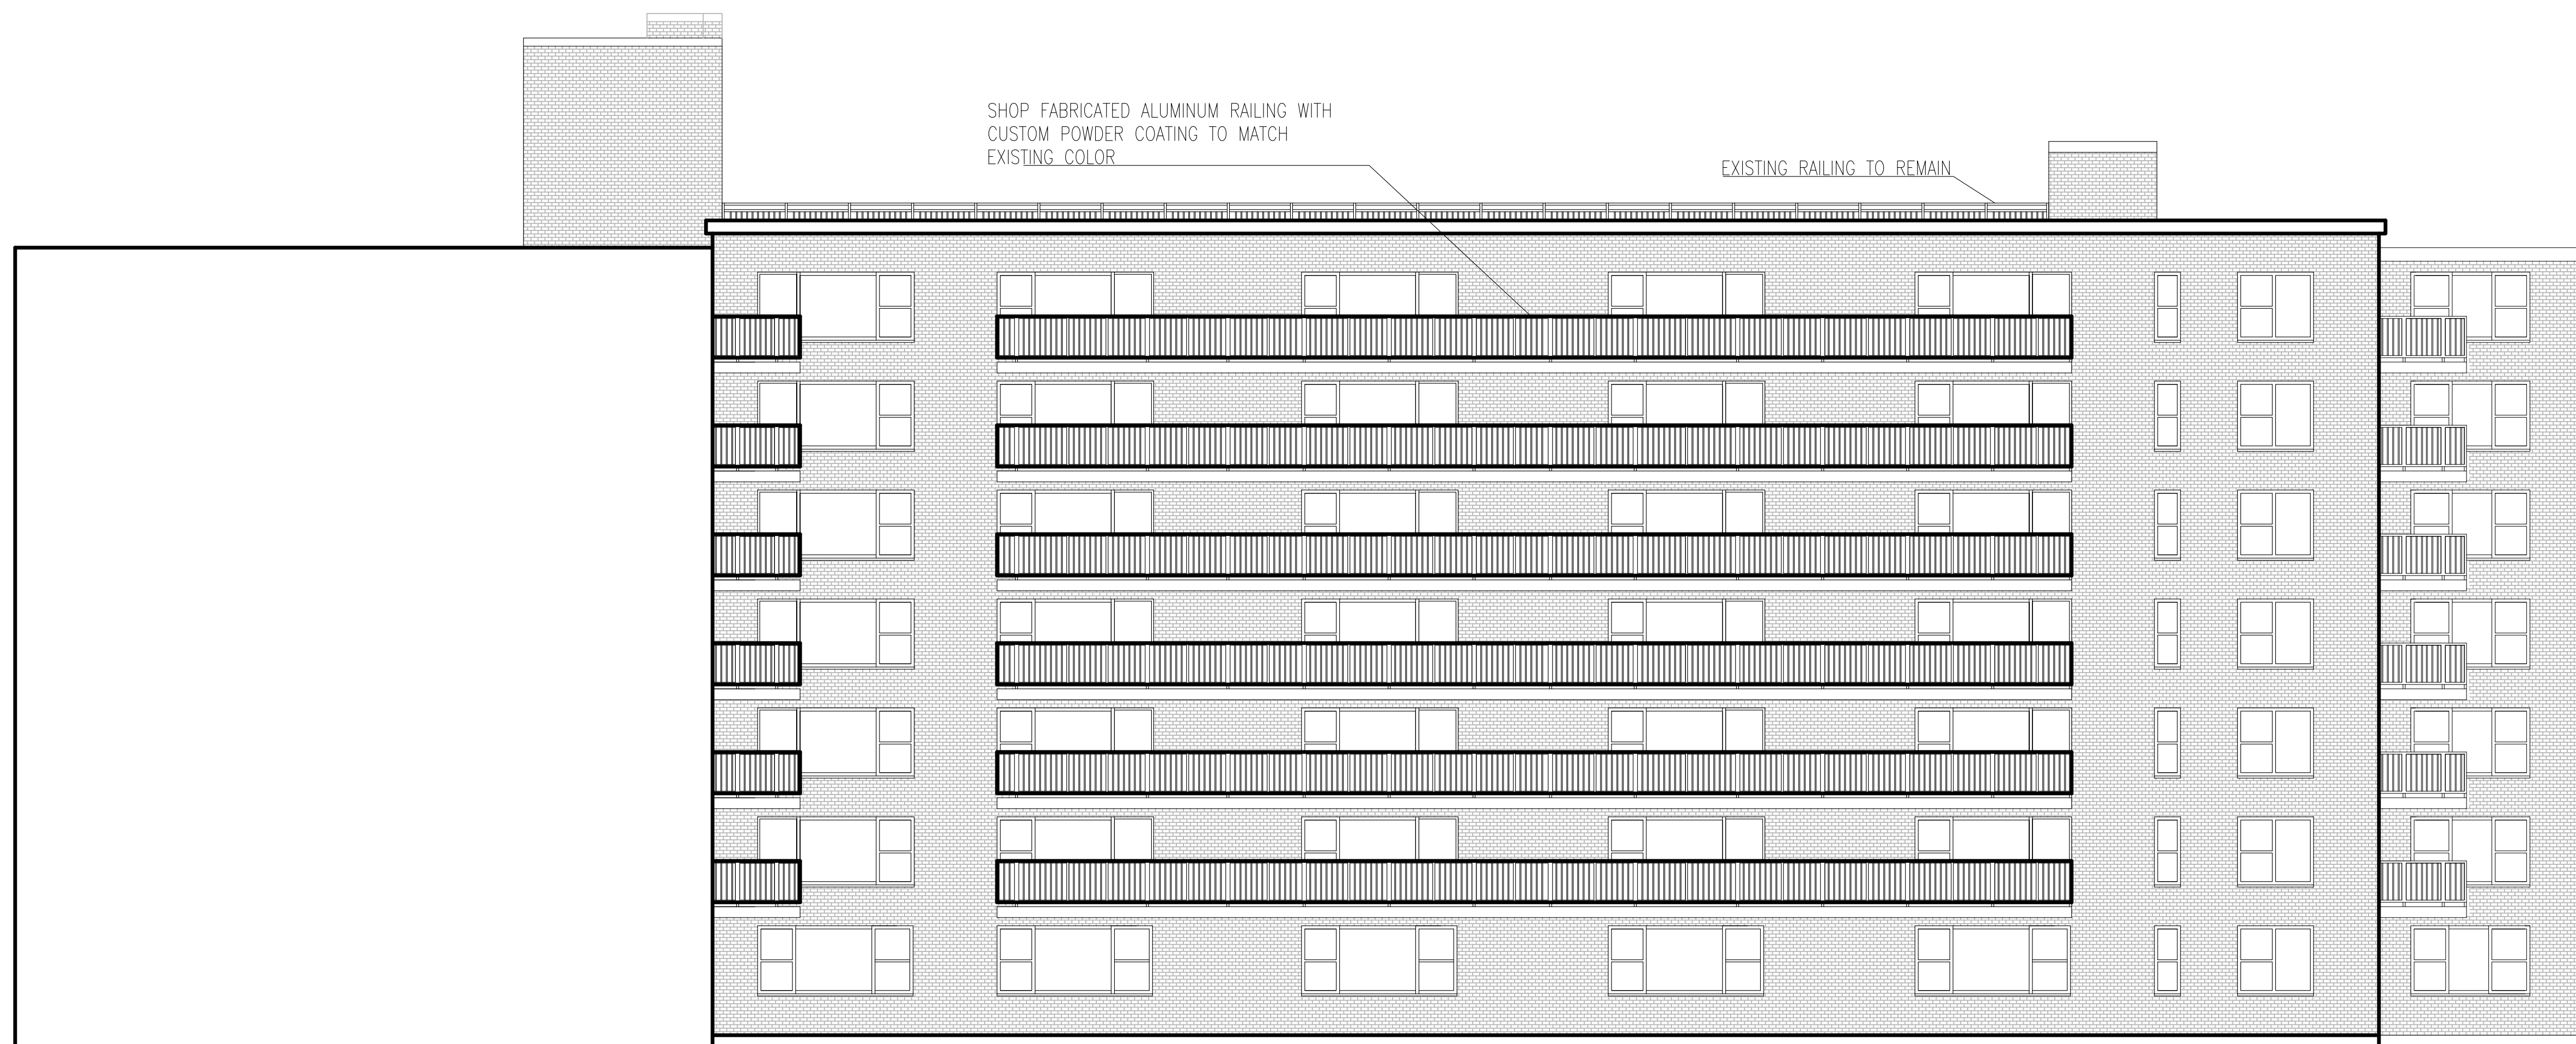 SHOP FABRICATED ALUMINUM RAILING WITH
CUSTOM POWDER COATING TO MATCH
EXISTING COLOR
EXISTING RAILING TO REMAIN